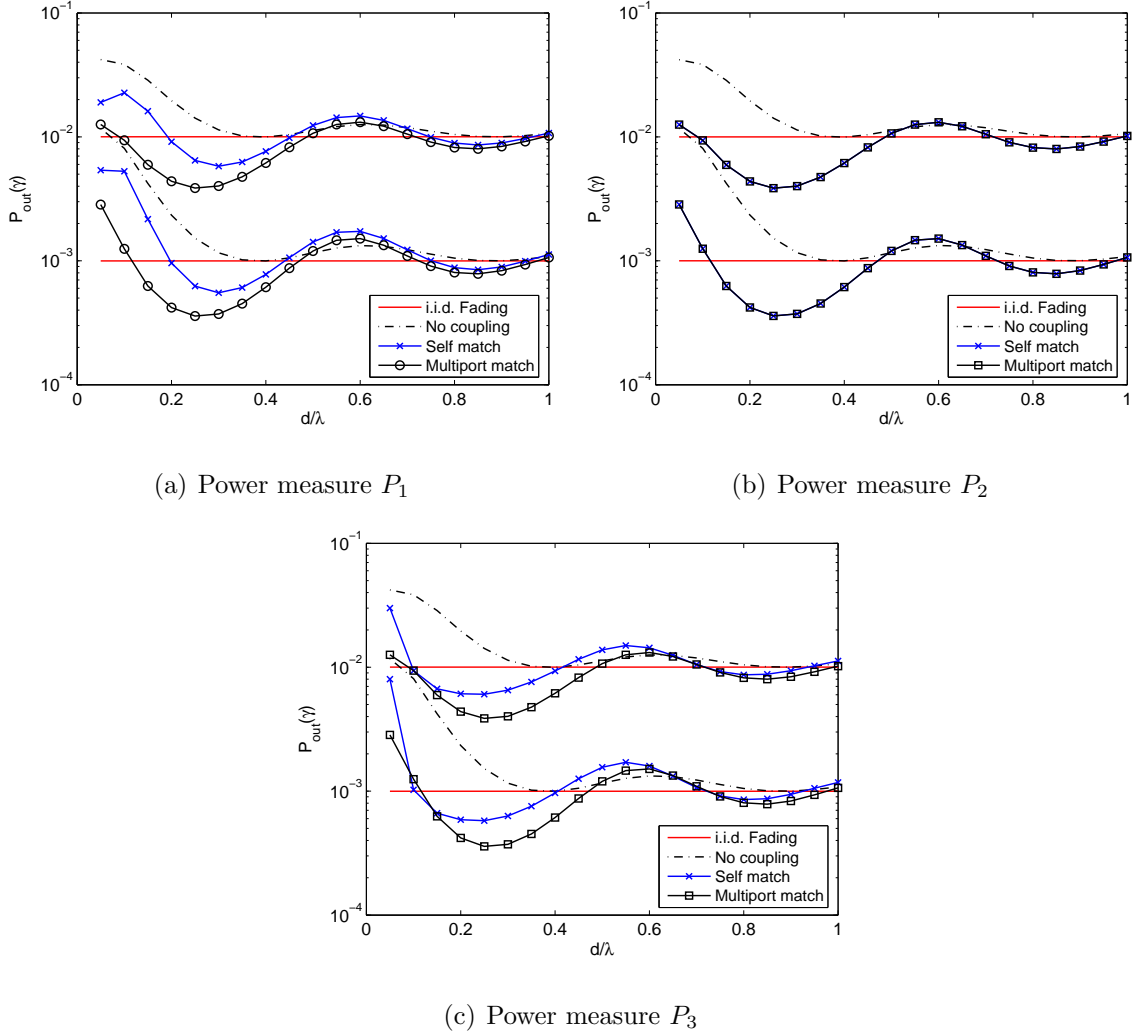 10⁻¹
10⁻²
10⁻³
10⁻⁴
P_out(γ)
0 0.2 0.4 0.6 0.8 1
d/λ
i.i.d. Fading
No coupling
Self match
Multiport match
(a) Power measure P₁
10⁻¹
10⁻²
10⁻³
10⁻⁴
P_out(γ)
0 0.2 0.4 0.6 0.8 1
d/λ
i.i.d. Fading
No coupling
Self match
Multiport match
(b) Power measure P₂
10⁻¹
10⁻²
10⁻³
10⁻⁴
P_out(γ)
0 0.2 0.4 0.6 0.8 1
d/λ
i.i.d. Fading
No coupling
Self match
Multiport match
(c) Power measure P₃